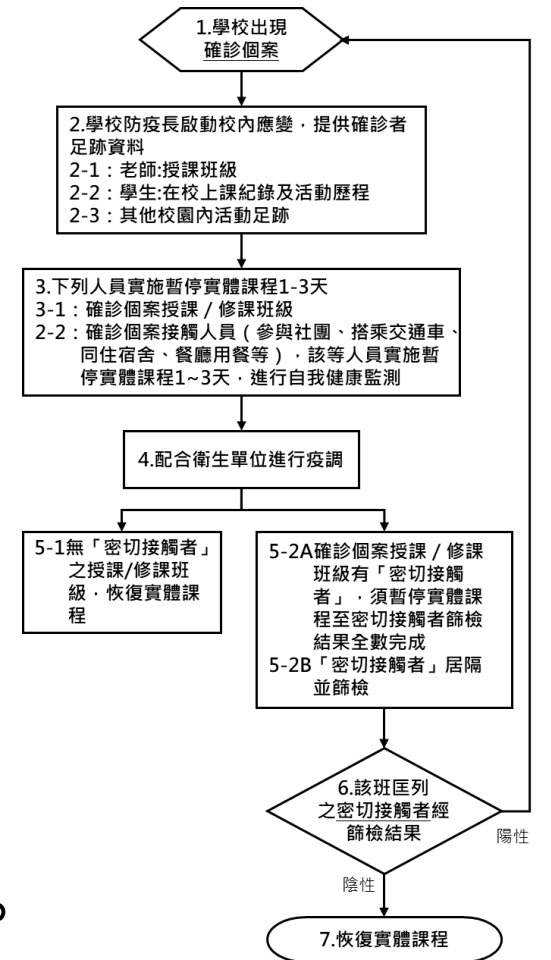 1.學校出現
確診個案
2.學校防疫長啟動校內應變，提供確診者
足跡資料
2-1：老師:授課班級
2-2：學生:在校上課紀錄及活動歷程
2-3：其他校園內活動足跡
3.下列人員實施暫停實體課程1-3天
3-1：確診個案授課 / 修課班級
2-2：確診個案接觸人員（參與社團、搭乘交通車、
同住宿舍、餐廳用餐等），該等人員實施暫
停實體課程1~3天，進行自我健康監測
4.配合衛生單位進行疫調
5-1無「密切接觸者」
之授課/修課班
級，恢復實體課
程
5-2A確診個案授課 / 修課
班級有「密切接觸
者」，須暫停實體課
程至密切接觸者篩檢
結果全數完成
5-2B「密切接觸者」居隔
並篩檢
6.該班匡列
之密切接觸者經
篩檢結果
陽性
陰性
7.恢復實體課程